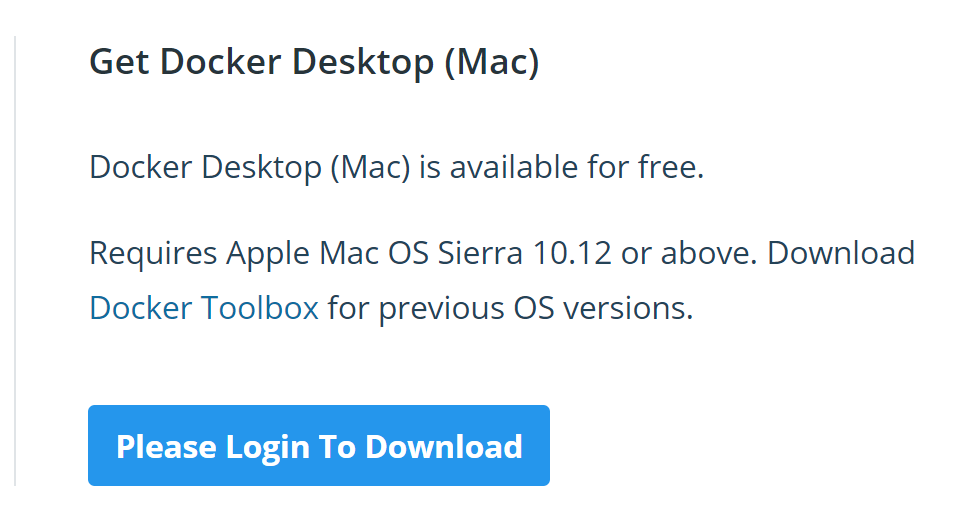 Get Docker Desktop (Mac)
Docker Desktop (Mac) is available for free.
Requires Apple Mac OS Sierra 10.12 or above. Download
Docker Toolbox for previous OS versions.
Please Login To Download